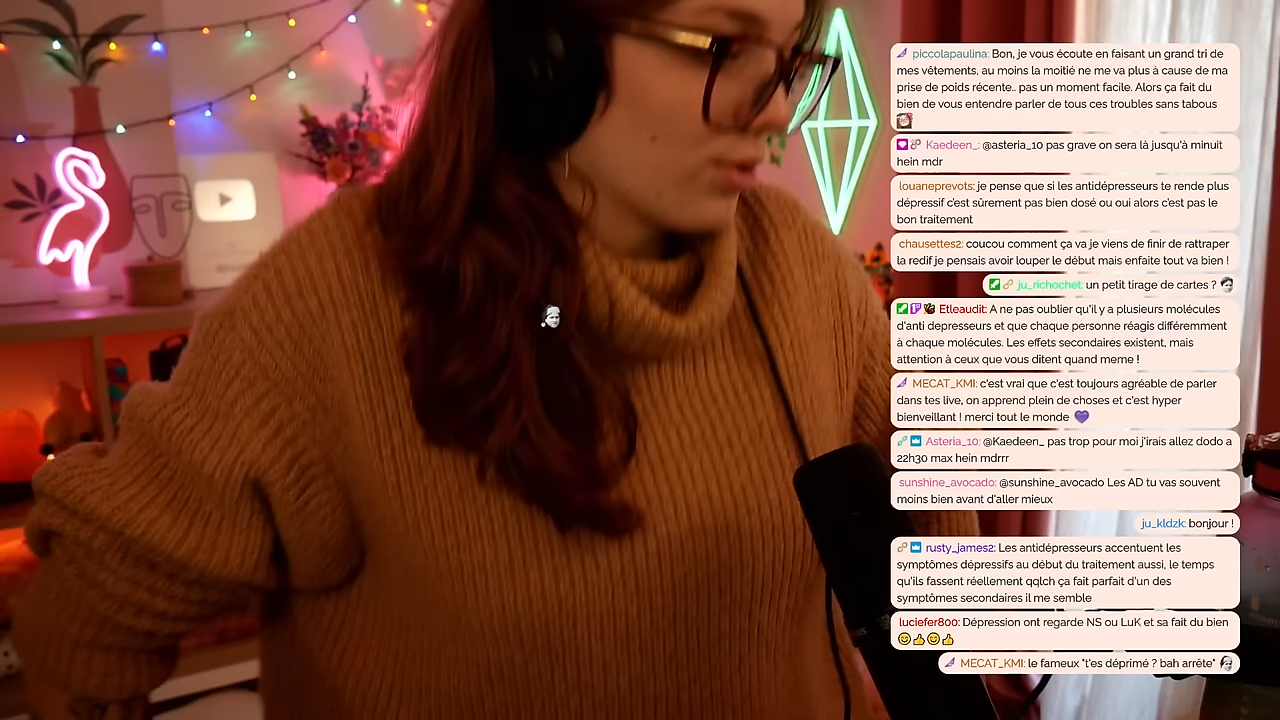 piccolapaulina: Bon, je vous écoute en faisant un grand tri de
mes vêtements, au moins la moitié ne me va plus à cause de ma
prise de poids récente.. pas un moment facile. Alors ça fait du
bien de vous entendre parler de tous ces troubles sans tabous
Kaedeen_: @asteria_10 pas grave on sera là jusqu'à minuit
hein mdr
louaneprevots: je pense que si les antidépresseurs te rende plus
dépressif c'est sûrement pas bien dosé ou oui alors c'est pas le
bon traitement
chausettes2: coucou comment ça va je viens de finir de rattraper
la redif je pensais avoir louper le début mais enfaite tout va bien !
ju_richochet: un petit tirage de cartes ?
Etleaudit: A ne pas oublier qu'il y a plusieurs molécules
d'anti depresseurs et que chaque personne réagis différemment
à chaque molécules. Les effets secondaires existent, mais
attention à ceux que vous ditent quand meme !
MECAT_KMI: c'est vrai que c'est toujours agréable de parler
dans tes live, on apprend plein de choses et c'est hyper
bienveillant ! merci tout le monde 💜
Asteria_10: @Kaedeen_ pas trop pour moi j'irais allez dodo a
22h30 max hein mdrrr
sunshine_avocado: @sunshine_avocado Les AD tu vas souvent
moins bien avant d'aller mieux
ju_kldzk: bonjour !
rusty_james2: Les antidépresseurs accentuent les
symptômes dépressifs au début du traitement aussi, le temps
qu'ils fassent réellement qqlch ça fait parfait d'un des
symptômes secondaires il me semble
luciefer800: Dépression ont regarde NS ou LuK et sa fait du bien
😊👍😊👍
MECAT_KMI: le fameux "t'es déprimé ? bah arrête"